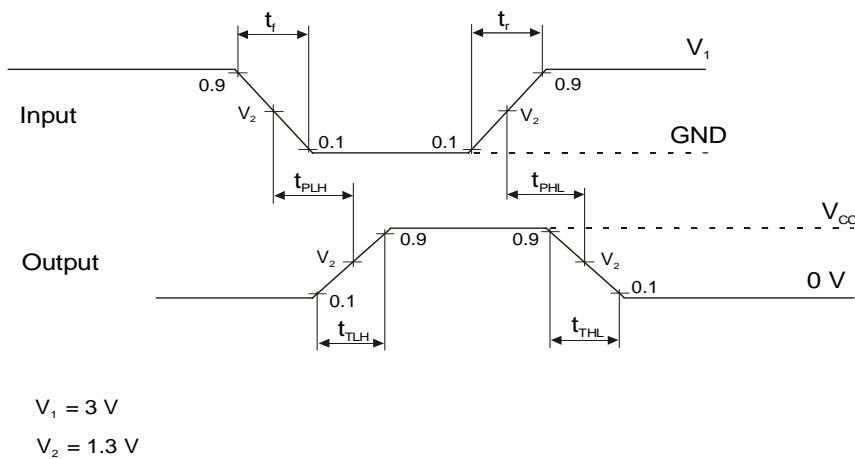 tf
tr
V1
0.9
0.9
Input
V2
V2
0.1
0.1
GND
tPLH
tPHL
VCC
0.9
0.9
Output
V2
V2
0.1
0.1
0 V
tTLH
tTHL
V1 = 3 V
V2 = 1.3 V